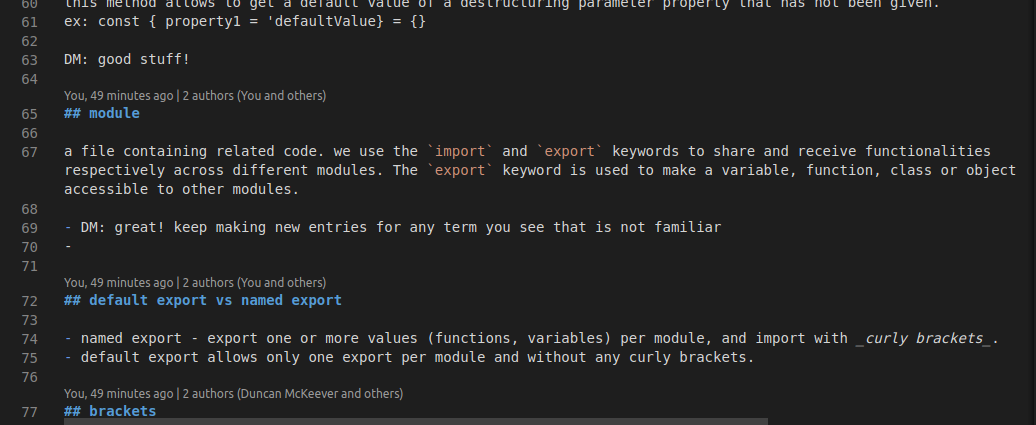 60 this method allows to get a default value of a destructuring parameter property that has not been given.
61 ex: const { property1 = 'defaultValue} = {}
62
63 DM: good stuff!
64
You, 49 minutes ago | 2 authors (You and others)
65 ## module
66
67 a file containing related code. we use the `import` and `export` keywords to share and receive functionalities
respectively across different modules. The `export` keyword is used to make a variable, function, class or object
accessible to other modules.
68
69 - DM: great! keep making new entries for any term you see that is not familiar
70 -
71
You, 49 minutes ago | 2 authors (You and others)
72 ## default export vs named export
73
74 - named export - export one or more values (functions, variables) per module, and import with _curly brackets_.
75 - default export allows only one export per module and without any curly brackets.
76
You, 49 minutes ago | 2 authors (Duncan McKeever and others)
77 ## brackets